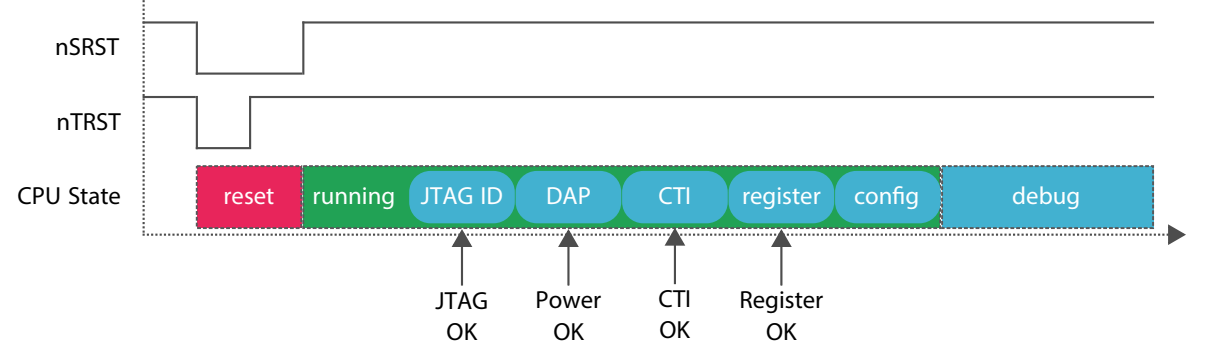 nSRST
nTRST
CPU State
reset
running
JTAG ID
DAP
CTI
register
config
debug
JTAG
OK
Power
OK
CTI
OK
Register
OK